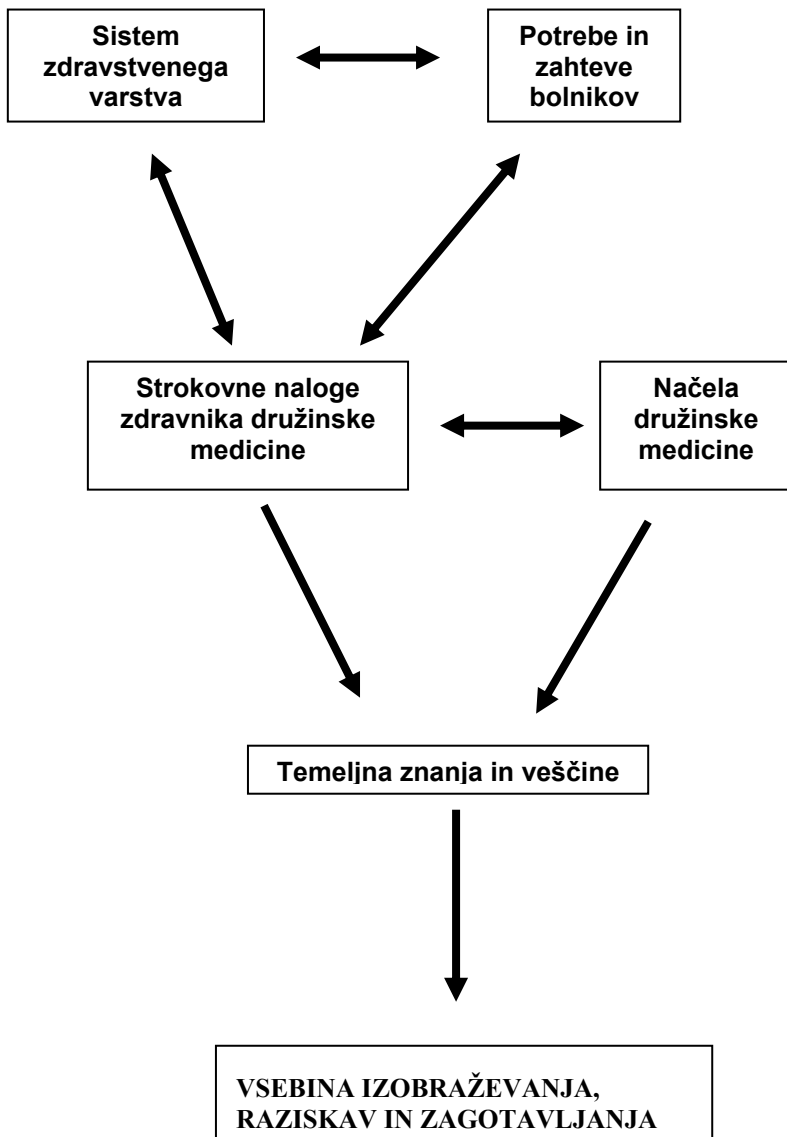 Sistem
zdravstvenega
varstva
Potrebe in
zahteve
bolnikov
Strokovne naloge
zdravnika družinske
medicine
Načela
družinske
medicine
Temeljna znanja in veščine
VSEBINA IZOBRAŽEVANJA,
RAZISKAV IN ZAGOTAVLJANJA